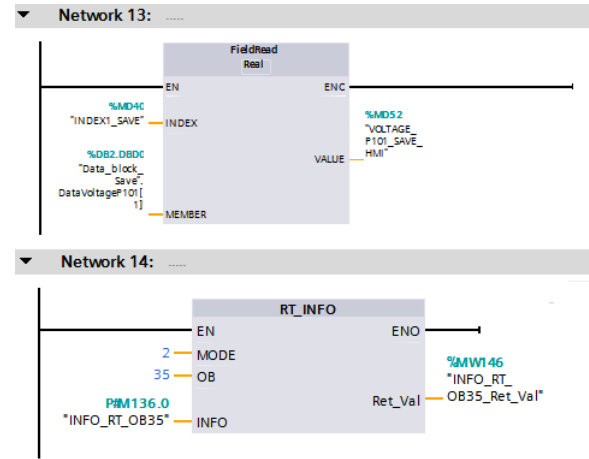 Network 13: .....
FieldRead
Real
EN
ENC
%MD40
"INDEX1_SAVE"
INDEX
%MD52
"VOLTAGE_
P101_SAVE_
HMI"
VALUE
%DB2.DBD0
"Data_block_
Save".
DataVoltageP101[
1]
MEMBER
Network 14: .....
RT_INFO
EN
ENO
2
MODE
35
OB
%MW146
"INFO_RT_
OB35_Ret_Val"
Ret_Val
P#M136.0
"INFO_RT_OB35"
INFO